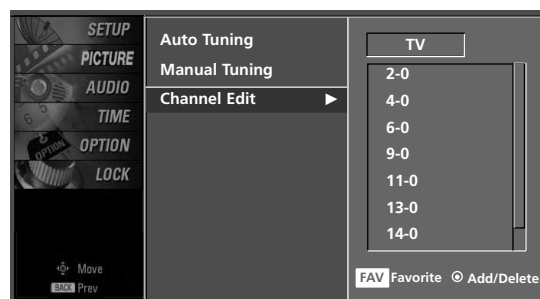 SETUP
PICTURE
AUDIO
TIME
OPTION
LOCK
Move
BACK Prev
Auto Tuning
Manual Tuning
Channel Edit ►
TV
2-0
4-0
6-0
9-0
11-0
13-0
14-0
FAV Favorite ⊙ Add/Delete